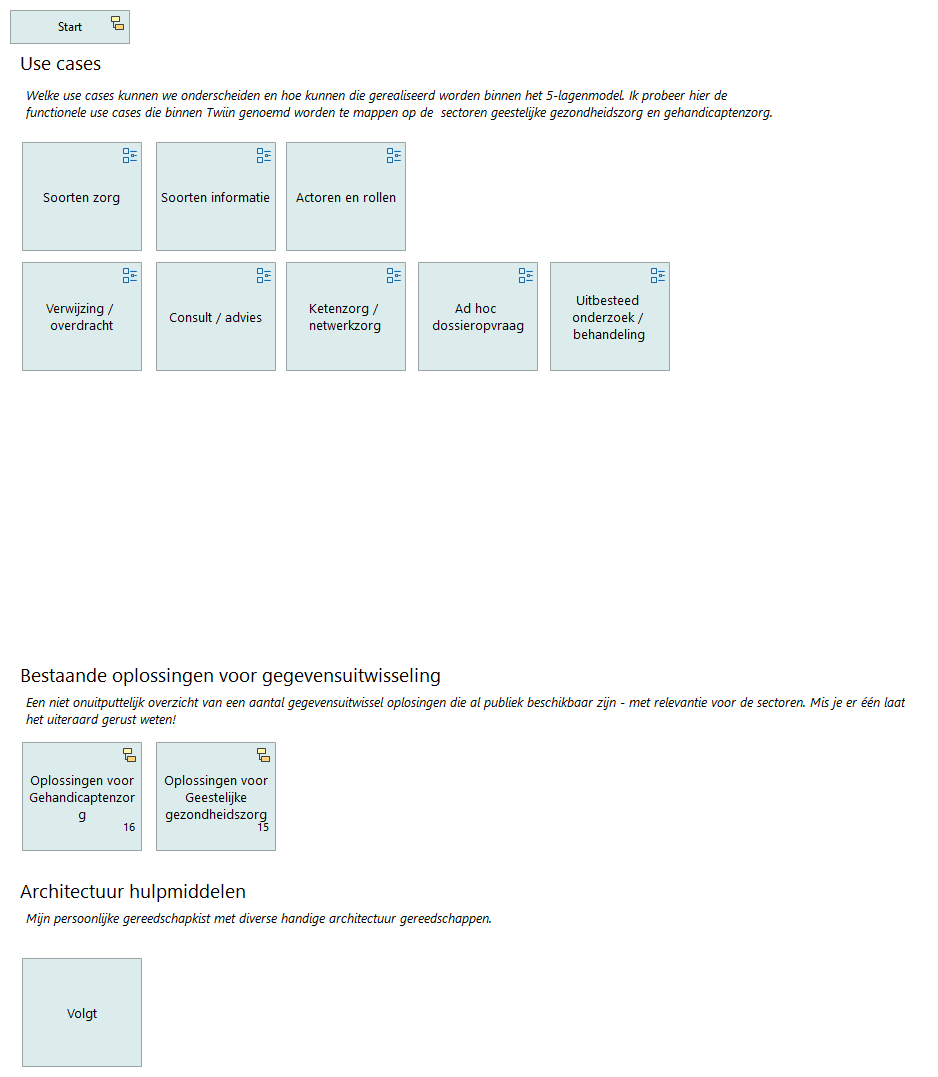 Start
Use cases
Welke use cases kunnen we onderscheiden en hoe kunnen die gerealiseerd worden binnen het 5-lagenmodel. Ik probeer hier de
functionele use cases die binnen Twiin genoemd worden te mappen op de  sectoren geestelijke gezondheidszorg en gehandicaptenzorg.
Soorten zorg
Soorten informatie
Actoren en rollen
Verwijzing /
overdracht
Consult / advies
Ketenzorg /
netwerkzorg
Ad hoc
dossieropvraag
Uitbesteed
onderzoek /
behandeling
Bestaande oplossingen voor gegevensuitwisseling
Een niet onuitputtelijk overzicht van een aantal gegevensuitwissel oplosingen die al publiek beschikbaar zijn - met relevantie voor de sectoren. Mis je er één laat
het uiteraard gerust weten!
Oplossingen voor
Gehandicaptenzor
g
16
Oplossingen voor
Geestelijke
gezondheidszorg
15
Architectuur hulpmiddelen
Mijn persoonlijke gereedschapkist met diverse handige architectuur gereedschappen.
Volgt